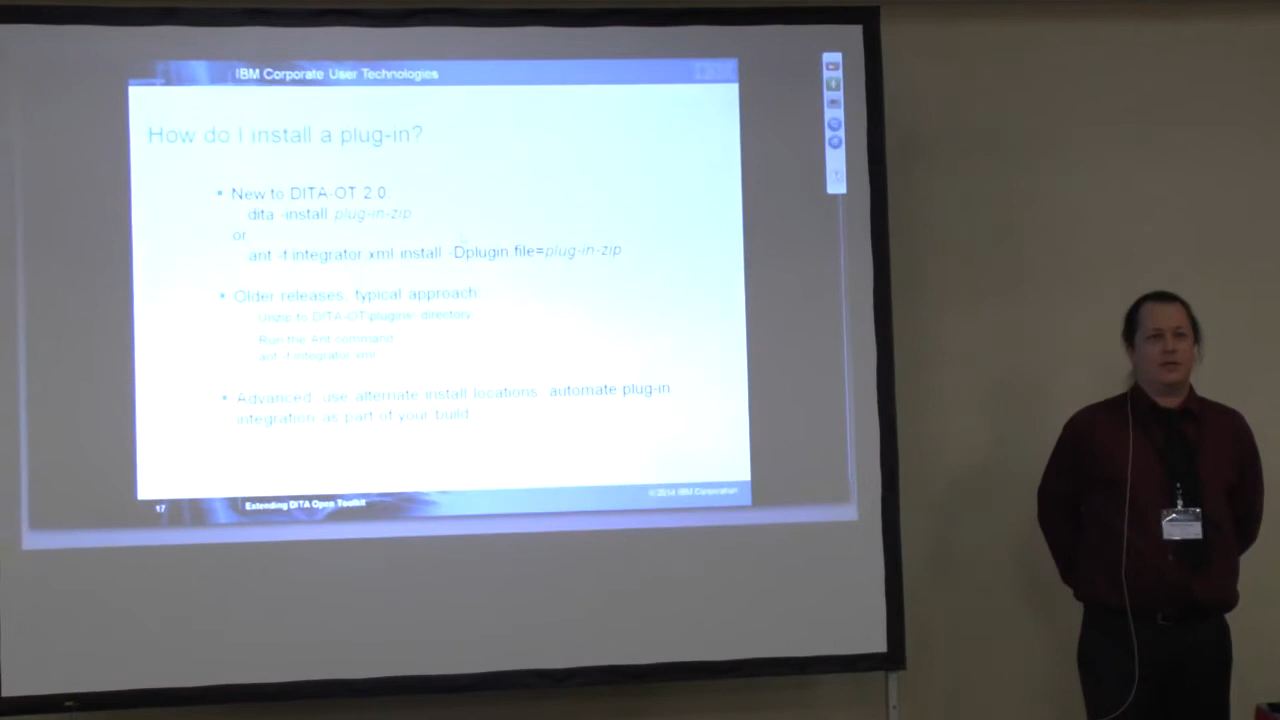 IBM Corporate User Technologies
IBM
How do I install a plug-in?
• New to DITA-OT 2.0:
dita -install plug-in-zip
or
ant -f integrator.xml install -Dplugin.file=plug-in-zip
• Older releases, typical approach:
Unzip to DITA-OT\plugins\ directory
Run the Ant command
ant -f integrator.xml
• Advanced: use alternate install locations, automate plug-in
integration as part of your build
17
Extending DITA Open Toolkit
© 2014 IBM Corporation